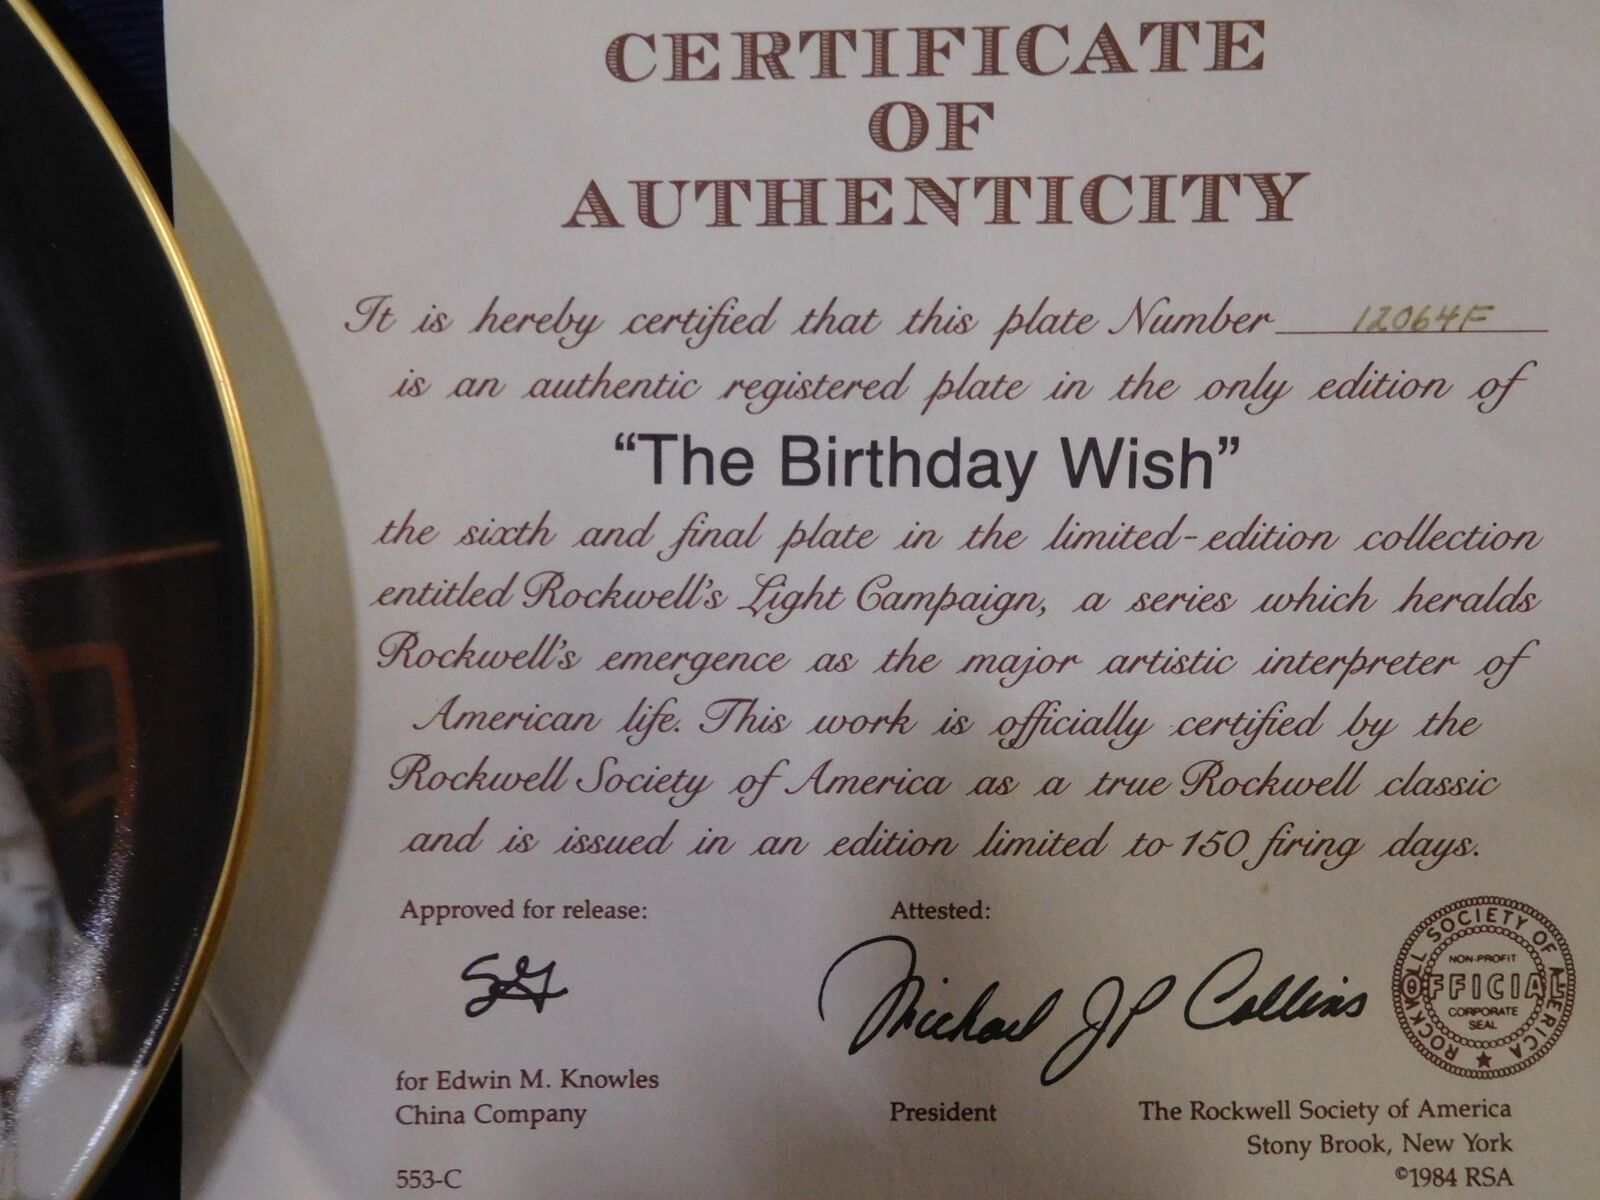 CERTIFICATE
OF
AUTHENTICITY
It is hereby certified that this plate Number 12064F
is an authentic registered plate in the only edition of
"The Birthday Wish"
the sixth and final plate in the limited-edition collection
entitled Rockwell's Light Campaign, a series which heralds
Rockwell's emergence as the major artistic interpreter of
American life. This work is officially certified by the
Rockwell Society of America as a true Rockwell classic
and is issued in an edition limited to 150 firing days.
Approved for release:
Attested:
Michael JP Collins
ROCKWELL SOCIETY OF AMERICA
NON-PROFIT
OFFICIAL
CORPORATE
SEAL
for Edwin M. Knowles
China Company
President
The Rockwell Society of America
Stony Brook, New York
553-C
©1984 RSA